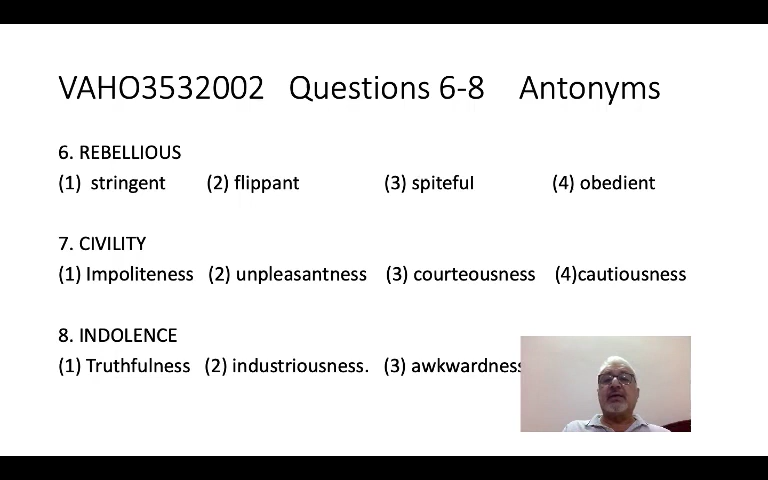 VAHO3532002 Questions 6-8 Antonyms
6. REBELLIOUS
(1) stringent (2) flippant (3) spiteful (4) obedient
7. CIVILITY
(1) Impoliteness (2) unpleasantness (3) courteousness (4)cautiousness
8. INDOLENCE
(1) Truthfulness (2) industriousness. (3) awkwardness